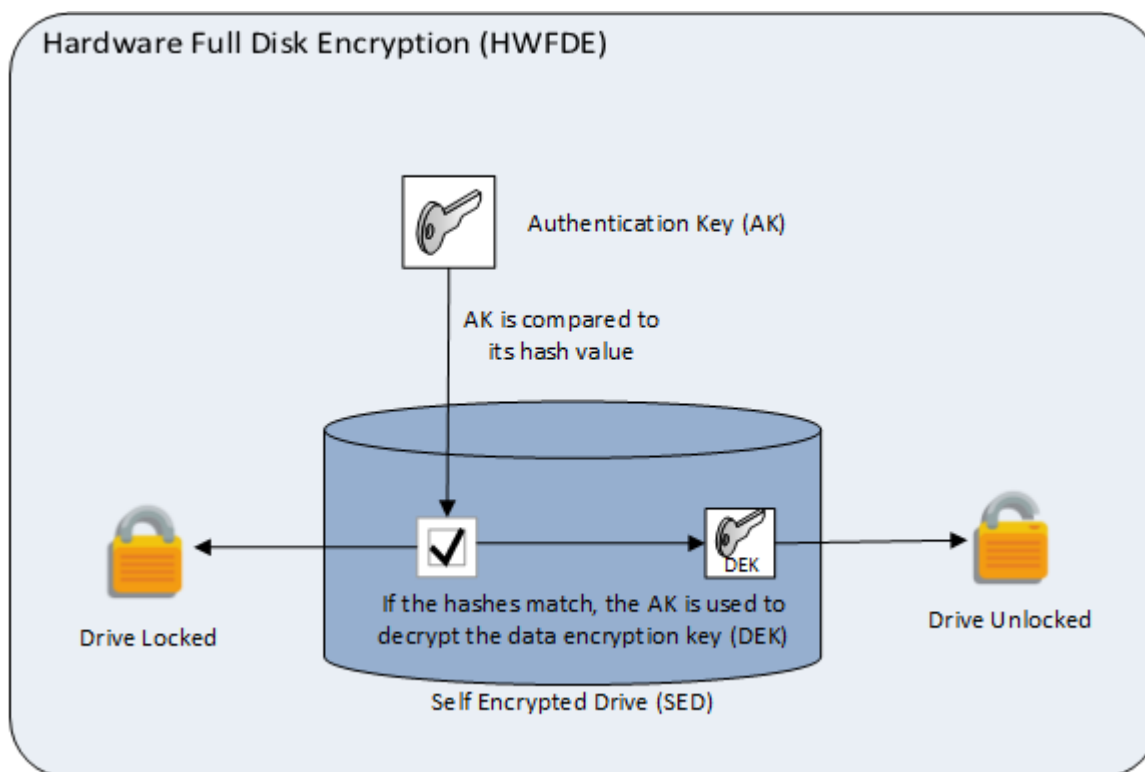 Hardware Full Disk Encryption (HWFDE)
Authentication Key (AK)
AK is compared to
its hash value
DEK
If the hashes match, the AK is used to
decrypt the data encryption key (DEK)
Drive Locked
Drive Unlocked
Self Encrypted Drive (SED)